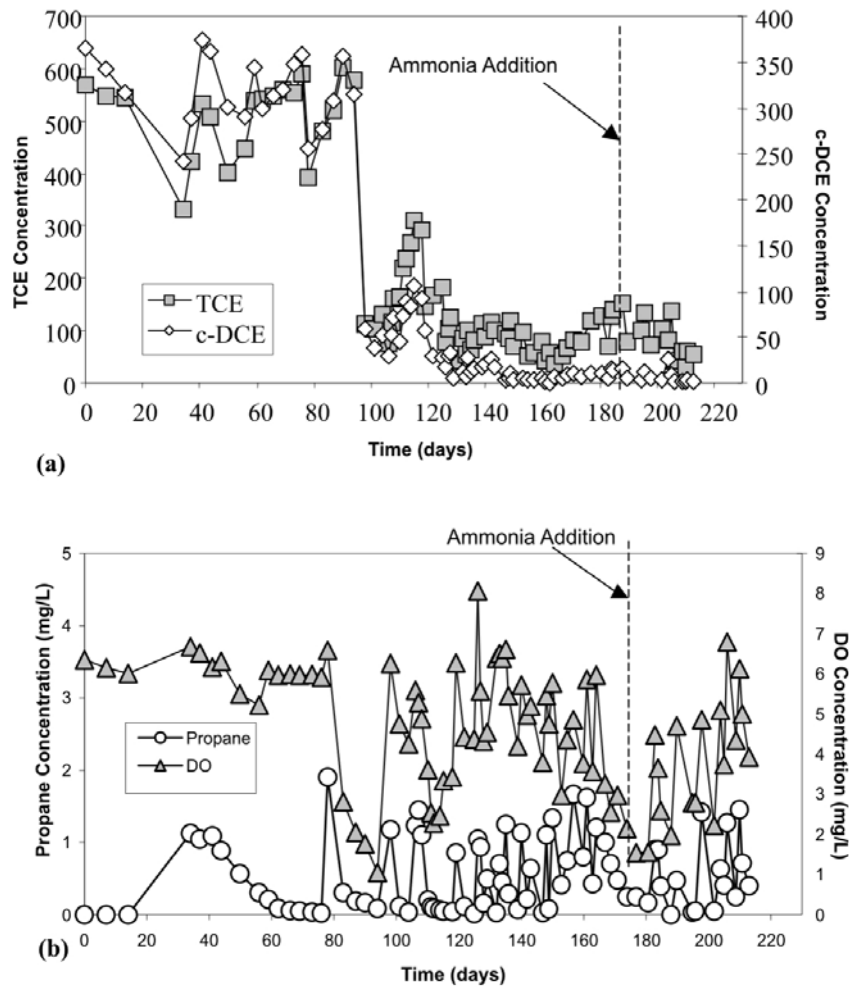 700
600
500
400
300
200
100
0
TCE Concentration
400
350
300
250
200
150
100
50
0
c-DCE Concentration
Ammonia Addition
TCE
c-DCE
0 20 40 60 80 100 120 140 160 180 200 220
Time (days)
(a)
5
4
3
2
1
0
Propane Concentration (mg/L)
9
8
7
6
5
4
3
2
1
0
DO Concentration (mg/L)
Ammonia Addition
Propane
DO
0 20 40 60 80 100 120 140 160 180 200 220
Time (days)
(b)